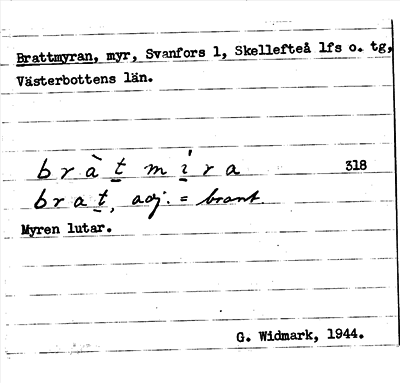 Brattmyran, myr, Svanfors 1, Skellefteå lfs o. tg,
Västerbottens län.
bràt mira 318
brat, adj. = brant.
Myren lutar.
G. Widmark, 1944.